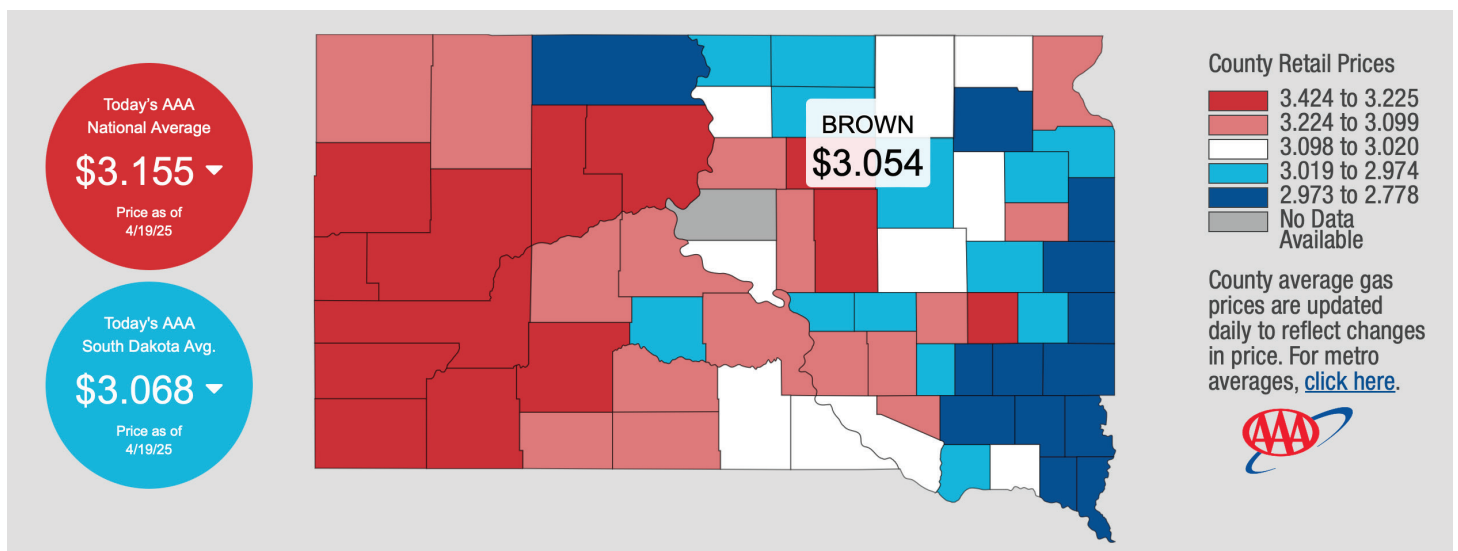 Today's AAA
National Average
$3.155
Price as of
4/19/25
Today's AAA
South Dakota Avg.
$3.068
Price as of
4/19/25
BROWN
$3.054
County Retail Prices
3.424 to 3.225
3.224 to 3.099
3.098 to 3.020
3.019 to 2.974
2.973 to 2.778
No Data
Available
County average gas
prices are updated
daily to reflect changes
in price. For metro
averages, click here.
AAA